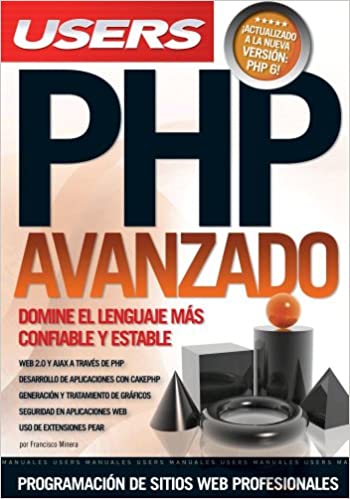 USERS
★★★★★
¡ACTUALIZADO
A LA NUEVA
VERSIÓN:
PHP 6!
PHP
AVANZADO
DOMINE EL LENGUAJE MÁS
CONFIABLE Y ESTABLE
WEB 2.0 Y AJAX A TRAVÉS DE PHP
DESARROLLO DE APLICACIONES CON CAKEPHP
GENERACIÓN Y TRATAMIENTO DE GRÁFICOS
SEGURIDAD EN APLICACIONES WEB
USO DE EXTENSIONES PEAR
por Francisco Minera
MANUALES USERS MANUALES USERS MANUALES USERS MANUALES USERS MANUALES USERS
PROGRAMACIÓN DE SITIOS WEB PROFESIONALES